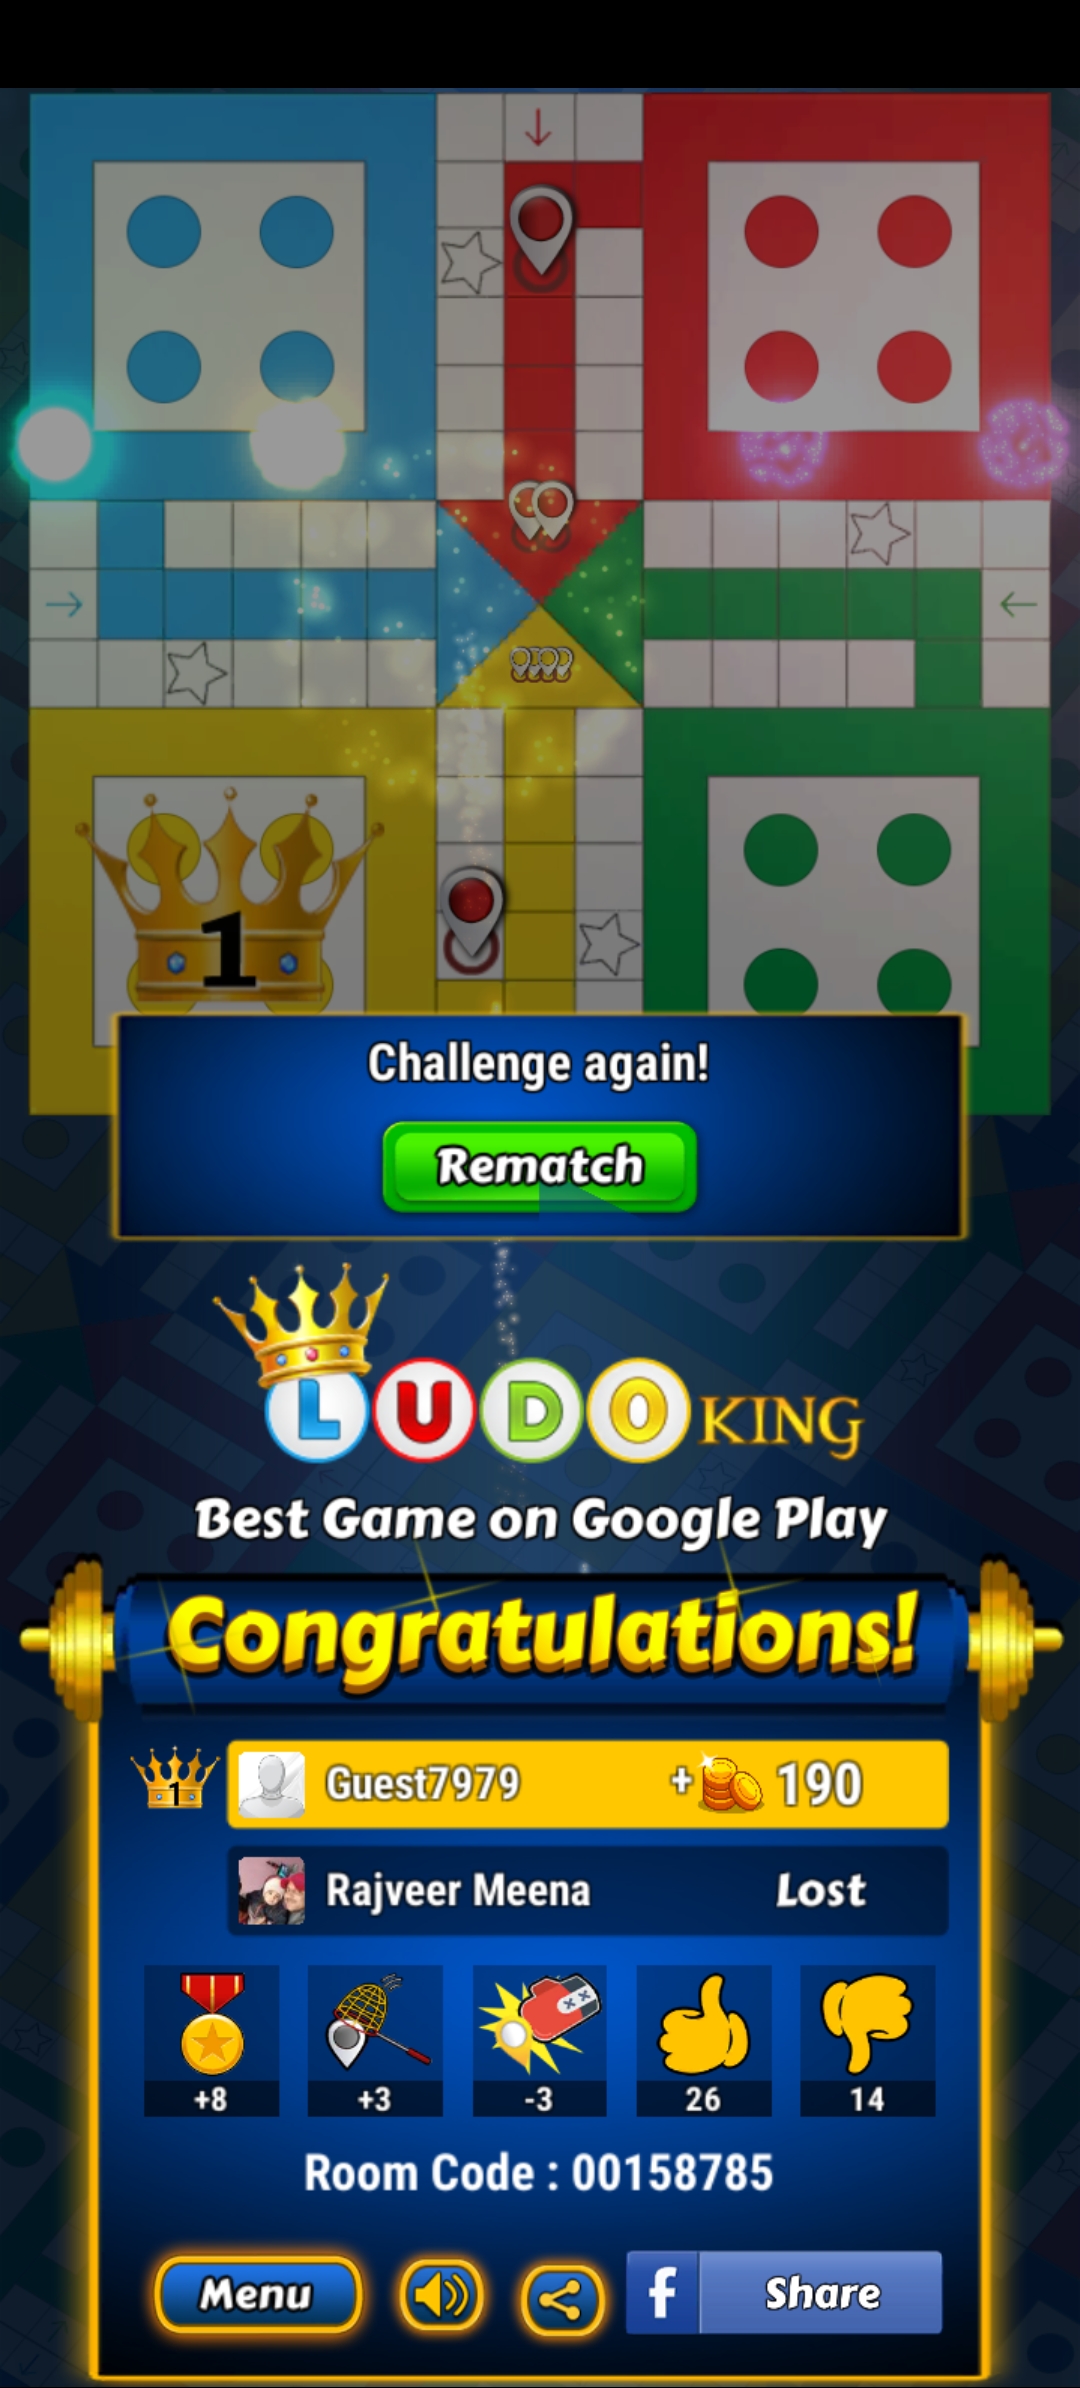 1
Challenge again!
Rematch
LUDO KING
Best Game on Google Play
Congratulations!
1 Guest7979 + 190
Rajveer Meena Lost
+8 +3 -3 26 14
Room Code : 00158785
Menu f Share